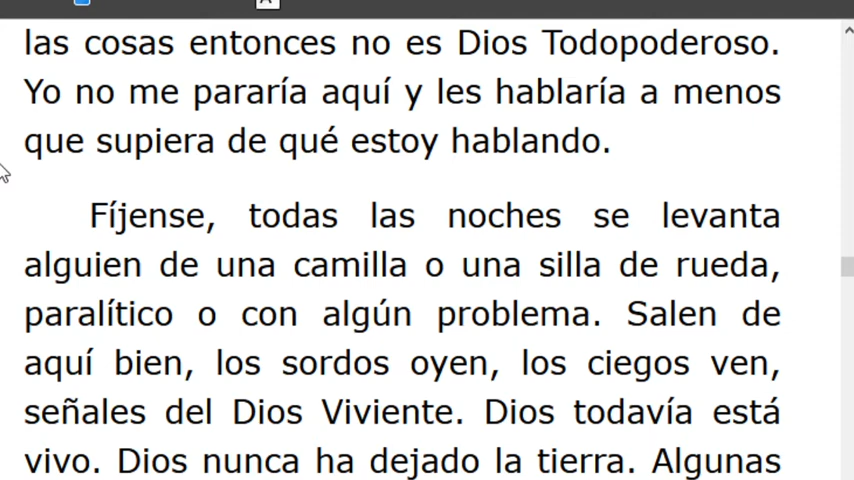 las cosas entonces no es Dios Todopoderoso.
Yo no me pararía aquí y les hablaría a menos
que supiera de qué estoy hablando.
Fíjense, todas las noches se levanta
alguien de una camilla o una silla de rueda,
paralítico o con algún problema. Salen de
aquí bien, los sordos oyen, los ciegos ven,
señales del Dios Viviente. Dios todavía está
vivo. Dios nunca ha dejado la tierra. Algunas